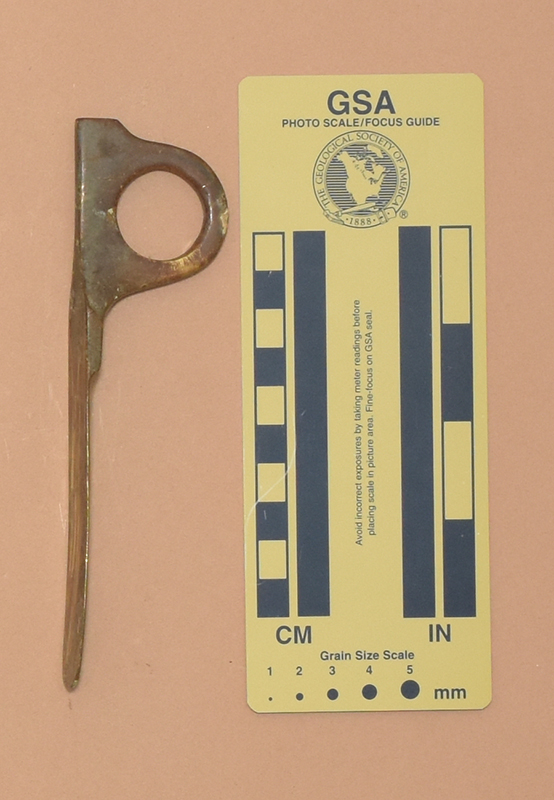 GSA
PHOTO SCALE/FOCUS GUIDE
THE GEOLOGICAL SOCIETY OF AMERICA
1888
®
Avoid incorrect exposures by taking meter readings before
placing scale in picture area. Fine-focus on GSA seal.
CM IN
Grain Size Scale
1 2 3 4 5
mm